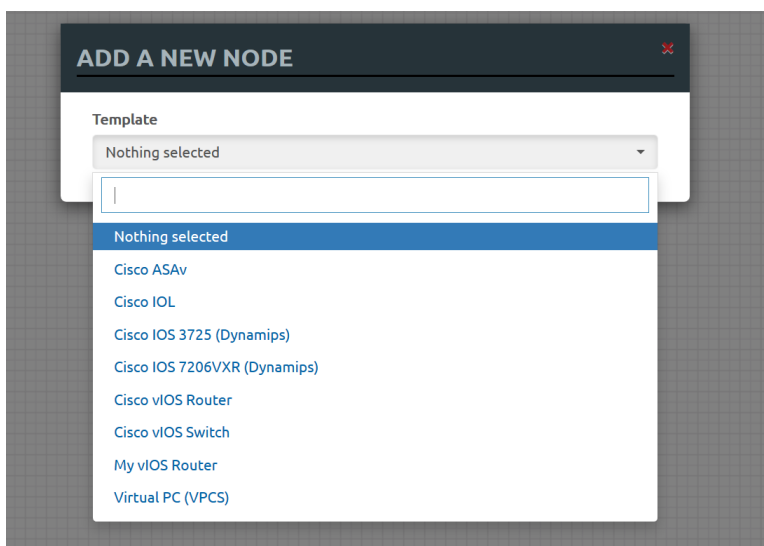 ADD A NEW NODE
Template
Nothing selected
Nothing selected
Cisco ASAv
Cisco IOL
Cisco IOS 3725 (Dynamips)
Cisco IOS 7206VXR (Dynamips)
Cisco vIOS Router
Cisco vIOS Switch
My vIOS Router
Virtual PC (VPCS)